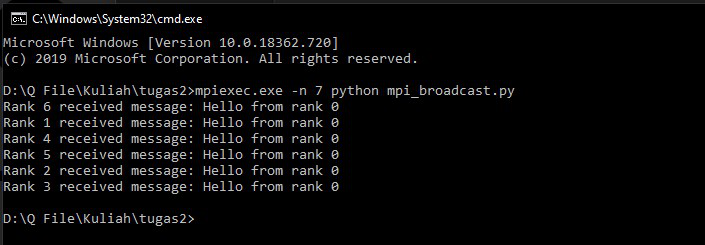 C:\Windows\System32\cmd.exe
Microsoft Windows [Version 10.0.18362.720]
(c) 2019 Microsoft Corporation. All rights reserved.
D:\Q File\Kuliah\tugas2>mpiexec.exe -n 7 python mpi_broadcast.py
Rank 6 received message: Hello from rank 0
Rank 1 received message: Hello from rank 0
Rank 4 received message: Hello from rank 0
Rank 5 received message: Hello from rank 0
Rank 2 received message: Hello from rank 0
Rank 3 received message: Hello from rank 0
D:\Q File\Kuliah\tugas2>